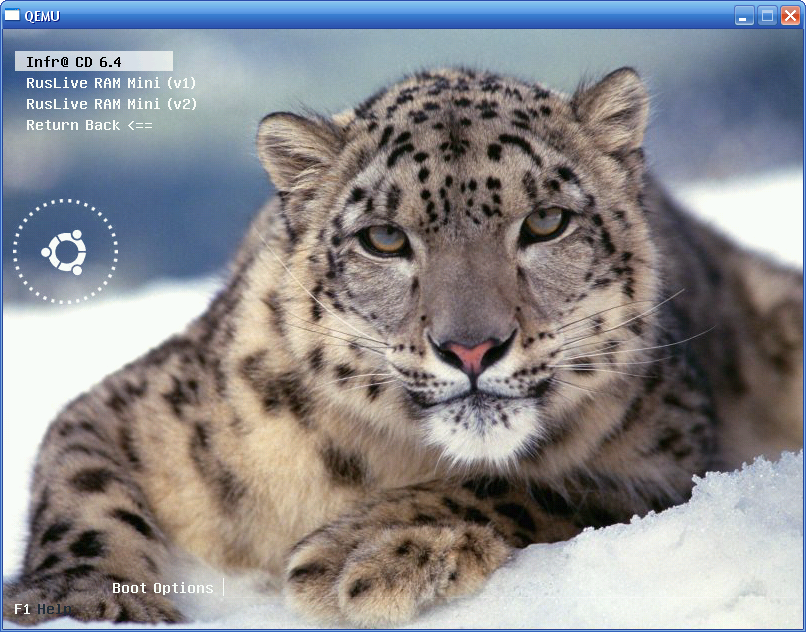 QEMU
Infr@ CD 6.4
RusLive RAM Mini (v1)
RusLive RAM Mini (v2)
Return Back <==
Boot Options
F1 Help